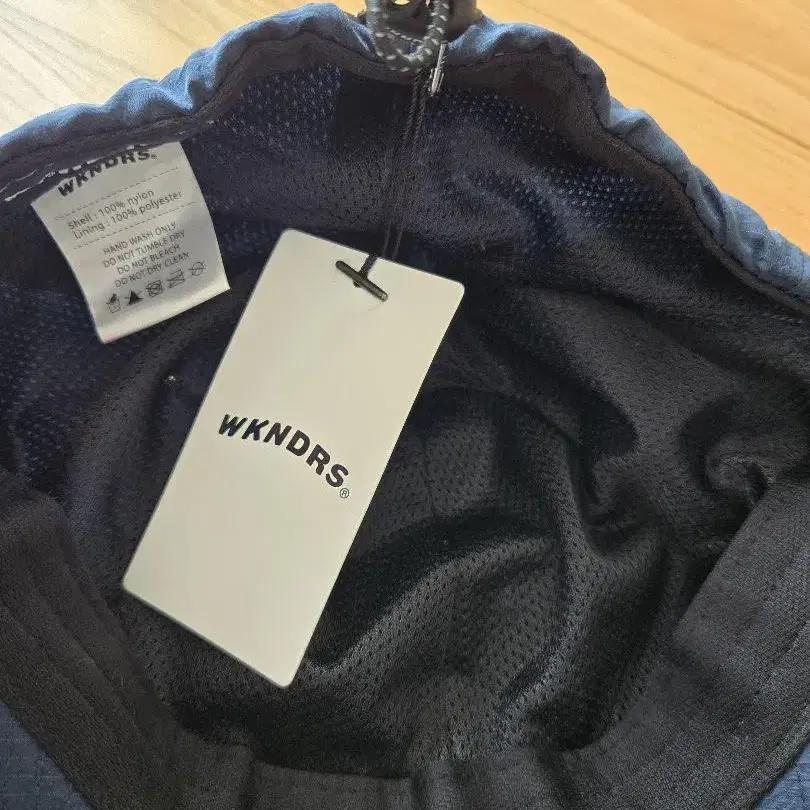 WKNDRS®
Shell : 100% nylon
Lining : 100% polyester
HAND WASH ONLY
DO NOT TUMBLE DRY
DO NOT BLEACH
DO NOT DRY CLEAN
WKNDRS®